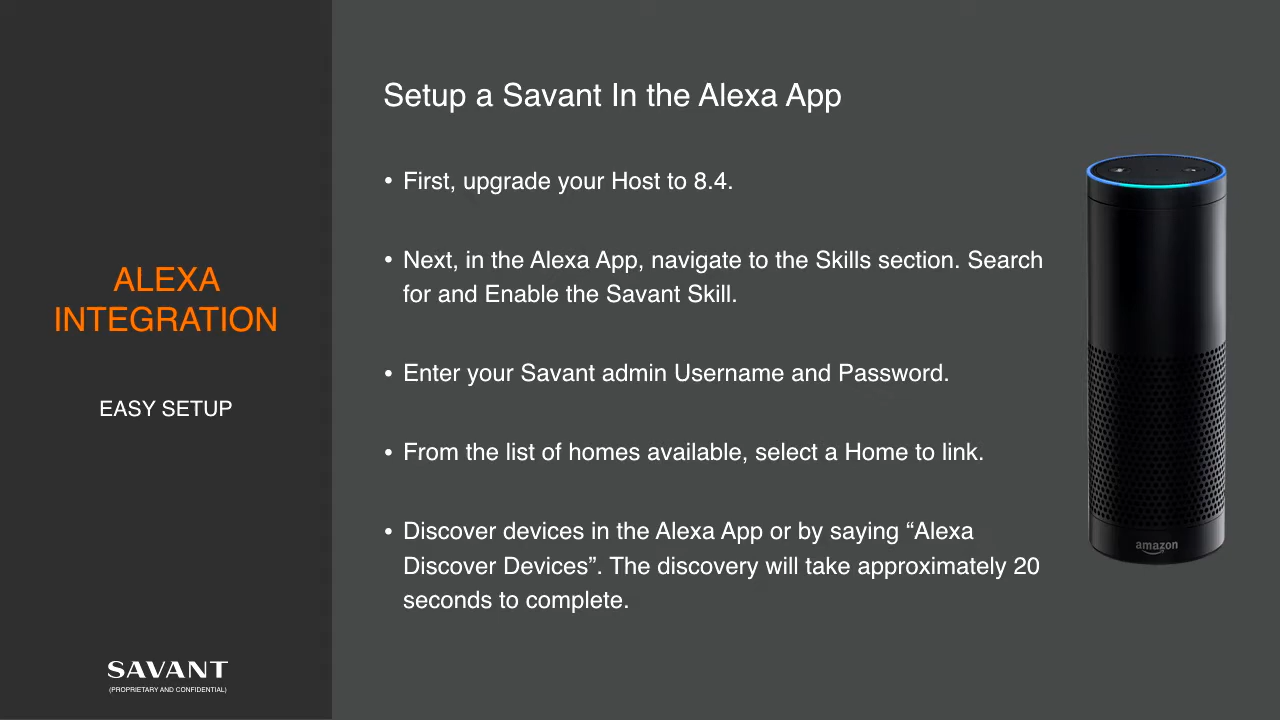 ALEXA
INTEGRATION
EASY SETUP
SAVANT
(PROPRIETARY AND CONFIDENTIAL)
Setup a Savant In the Alexa App
• First, upgrade your Host to 8.4.
• Next, in the Alexa App, navigate to the Skills section. Search
for and Enable the Savant Skill.
• Enter your Savant admin Username and Password.
• From the list of homes available, select a Home to link.
• Discover devices in the Alexa App or by saying “Alexa
Discover Devices”. The discovery will take approximately 20
seconds to complete.
amazon